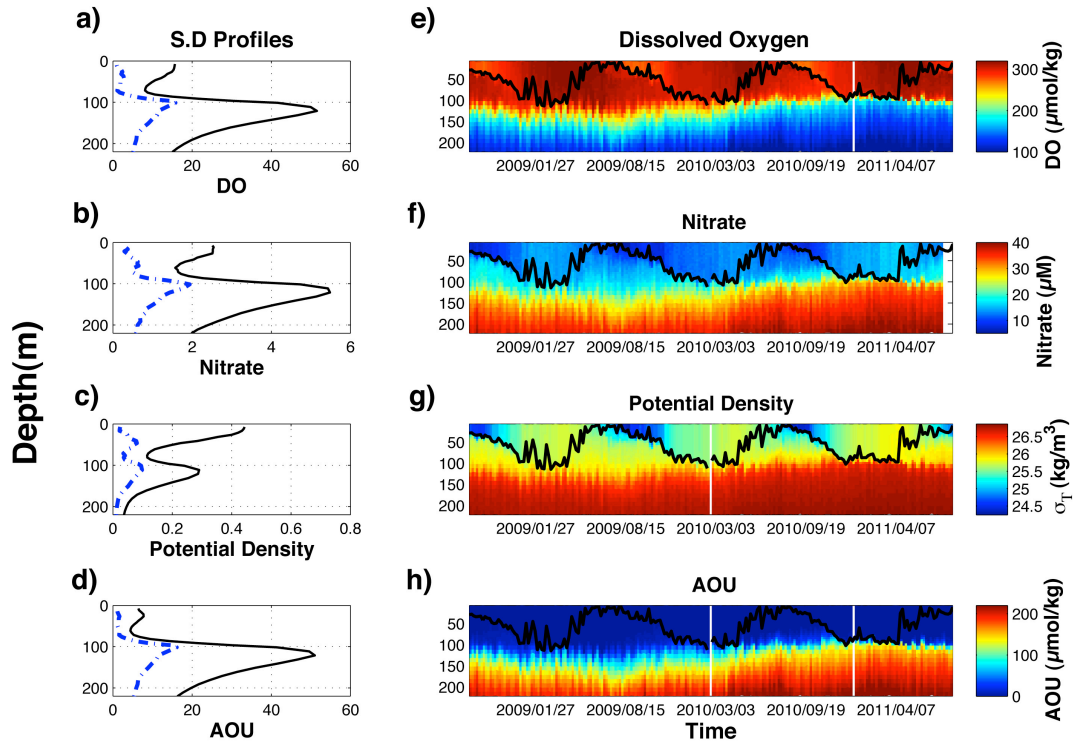 a)
S.D Profiles
0
100
200
0 20 40 60
DO
b)
0
100
200
0 2 4 6
Nitrate
c)
0
100
200
0 0.2 0.4 0.6 0.8
Potential Density
d)
0
100
200
0 20 40 60
AOU
Depth(m)
e)
Dissolved Oxygen
50
100
150
200
2009/01/27 2009/08/15 2010/03/03 2010/09/19 2011/04/07
300
200
100
DO (µmol/kg)
f)
Nitrate
50
100
150
200
2009/01/27 2009/08/15 2010/03/03 2010/09/19 2011/04/07
40
30
20
10
Nitrate (µM)
g)
Potential Density
50
100
150
200
2009/01/27 2009/08/15 2010/03/03 2010/09/19 2011/04/07
26.5
26
25.5
25
24.5
σT (kg/m³)
h)
AOU
50
100
150
200
2009/01/27 2009/08/15 2010/03/03 2010/09/19 2011/04/07
Time
200
100
0
AOU (µmol/kg)